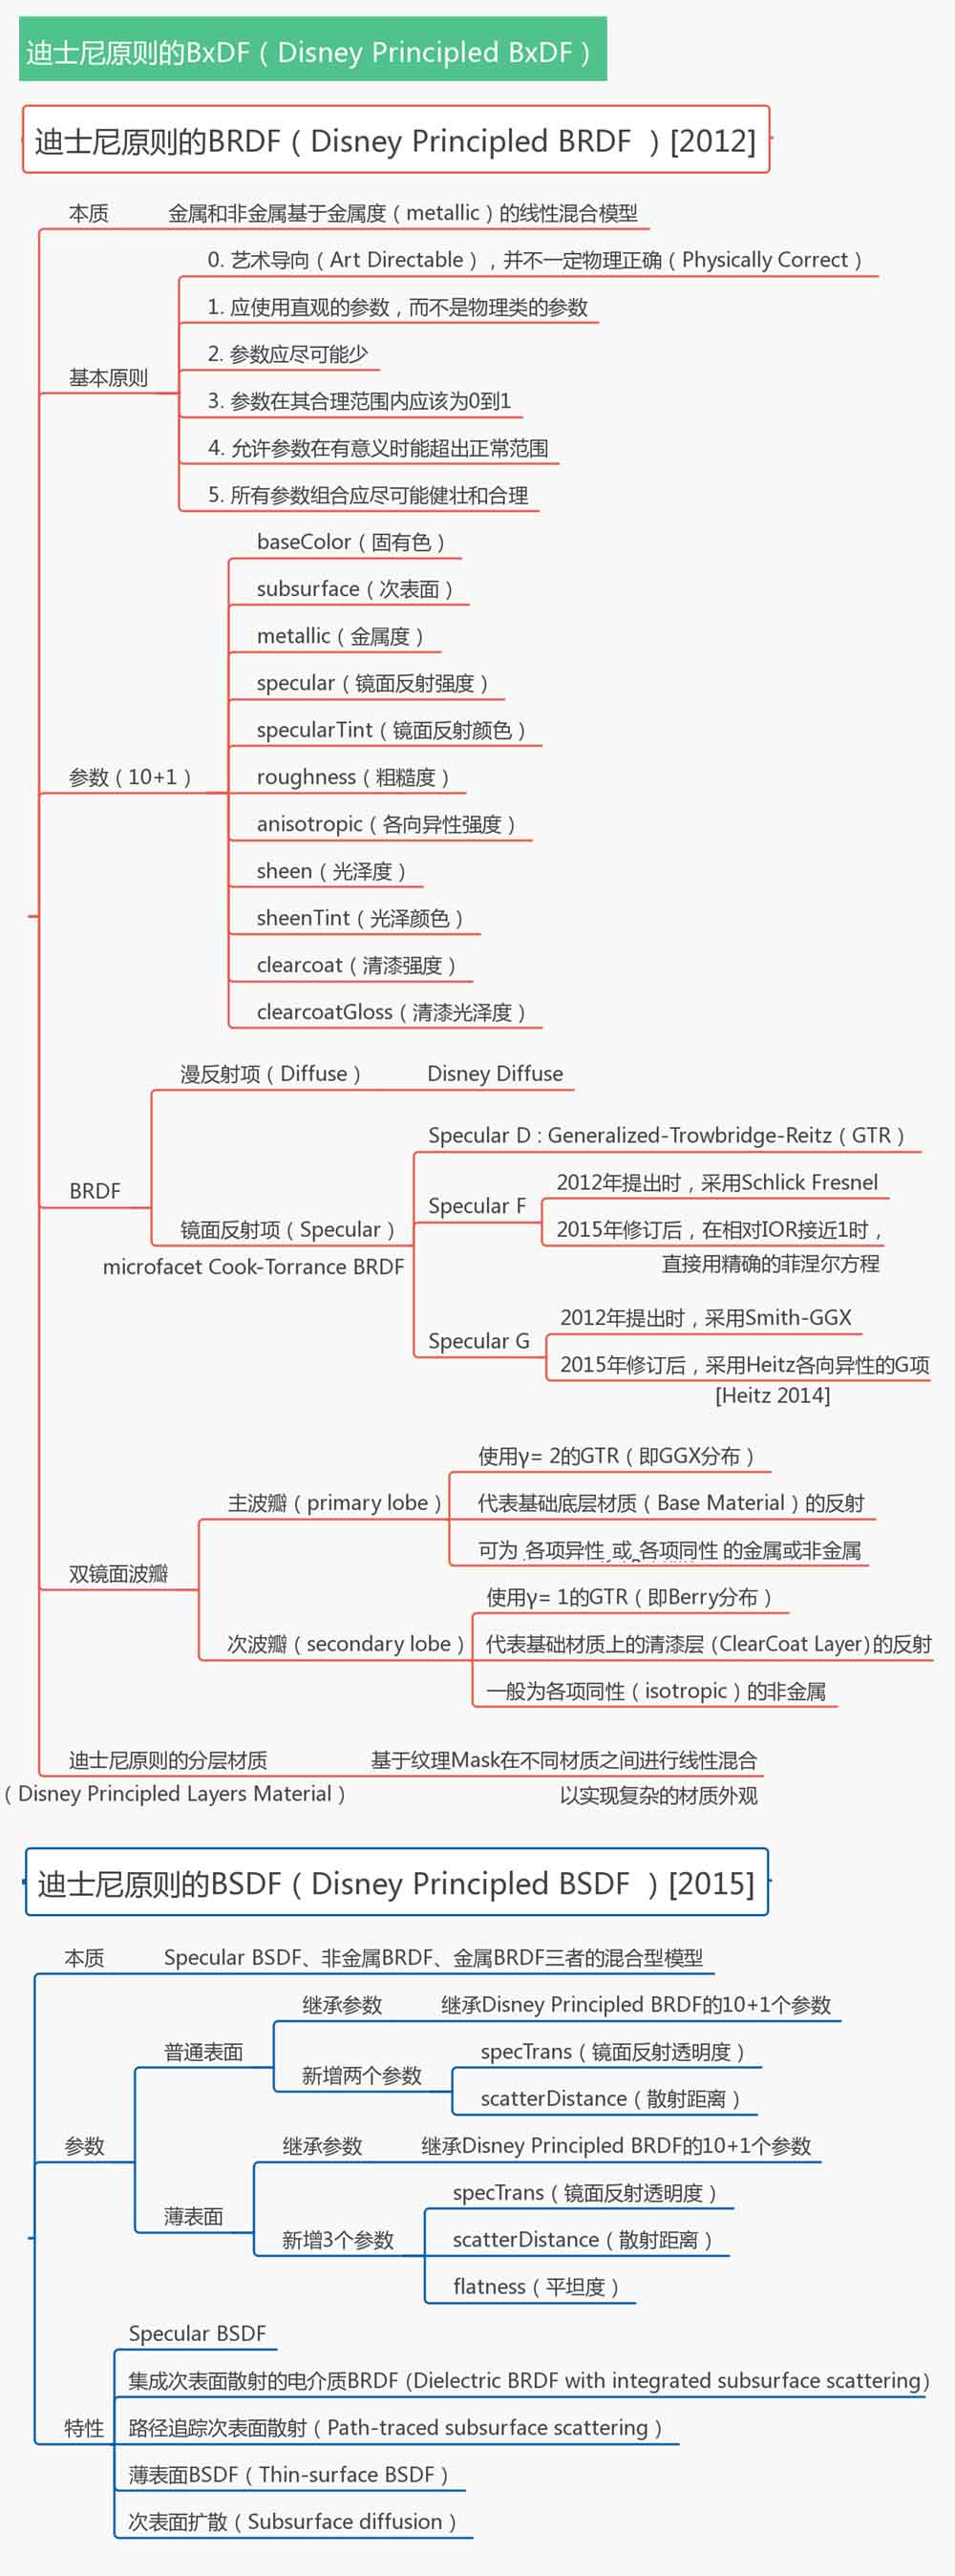 迪士尼原则的BxDF（Disney Principled BxDF）
迪士尼原则的BRDF（Disney Principled BRDF ）[2012]
本质 金属和非金属基于金属度（metallic）的线性混合模型
0. 艺术导向（Art Directable），并不一定物理正确（Physically Correct）
1. 应使用直观的参数，而不是物理类的参数
2. 参数应尽可能少
基本原则
3. 参数在其合理范围内应该为0到1
4. 允许参数在有意义时能超出正常范围
5. 所有参数组合应尽可能健壮和合理
baseColor（固有色）
subsurface（次表面）
metallic（金属度）
specular（镜面反射强度）
specularTint（镜面反射颜色）
参数（10+1） roughness（粗糙度）
anisotropic（各向异性强度）
sheen（光泽度）
sheenTint（光泽颜色）
clearcoat（清漆强度）
clearcoatGloss（清漆光泽度）
漫反射项（Diffuse） Disney Diffuse
Specular D : Generalized-Trowbridge-Reitz（GTR）
BRDF
2012年提出时，采用Schlick Fresnel
Specular F
镜面反射项（Specular） 2015年修订后，在相对IOR接近1时，
microfacet Cook-Torrance BRDF 直接用精确的菲涅尔方程
2012年提出时，采用Smith-GGX
Specular G
2015年修订后，采用Heitz各向异性的G项
[Heitz 2014]
使用γ= 2的GTR（即GGX分布）
主波瓣（primary lobe） 代表基础底层材质（Base Material）的反射
可为 各项异性 或 各项同性 的金属或非金属
双镜面波瓣
使用γ= 1的GTR（即Berry分布）
次波瓣（secondary lobe） 代表基础材质上的清漆层 (ClearCoat Layer)的反射
一般为各项同性（isotropic）的非金属
迪士尼原则的分层材质 基于纹理Mask在不同材质之间进行线性混合
（Disney Principled Layers Material） 以实现复杂的材质外观
迪士尼原则的BSDF（Disney Principled BSDF ）[2015]
本质 Specular BSDF、非金属BRDF、金属BRDF三者的混合型模型
继承参数 继承Disney Principled BRDF的10+1个参数
普通表面 specTrans（镜面反射透明度）
新增两个参数
scatterDistance（散射距离）
参数
继承参数 继承Disney Principled BRDF的10+1个参数
specTrans（镜面反射透明度）
薄表面
新增3个参数 scatterDistance（散射距离）
flatness（平坦度）
Specular BSDF
集成次表面散射的电介质BRDF (Dielectric BRDF with integrated subsurface scattering）
特性 路径追踪次表面散射（Path-traced subsurface scattering）
薄表面BSDF（Thin-surface BSDF）
次表面扩散（Subsurface diffusion）